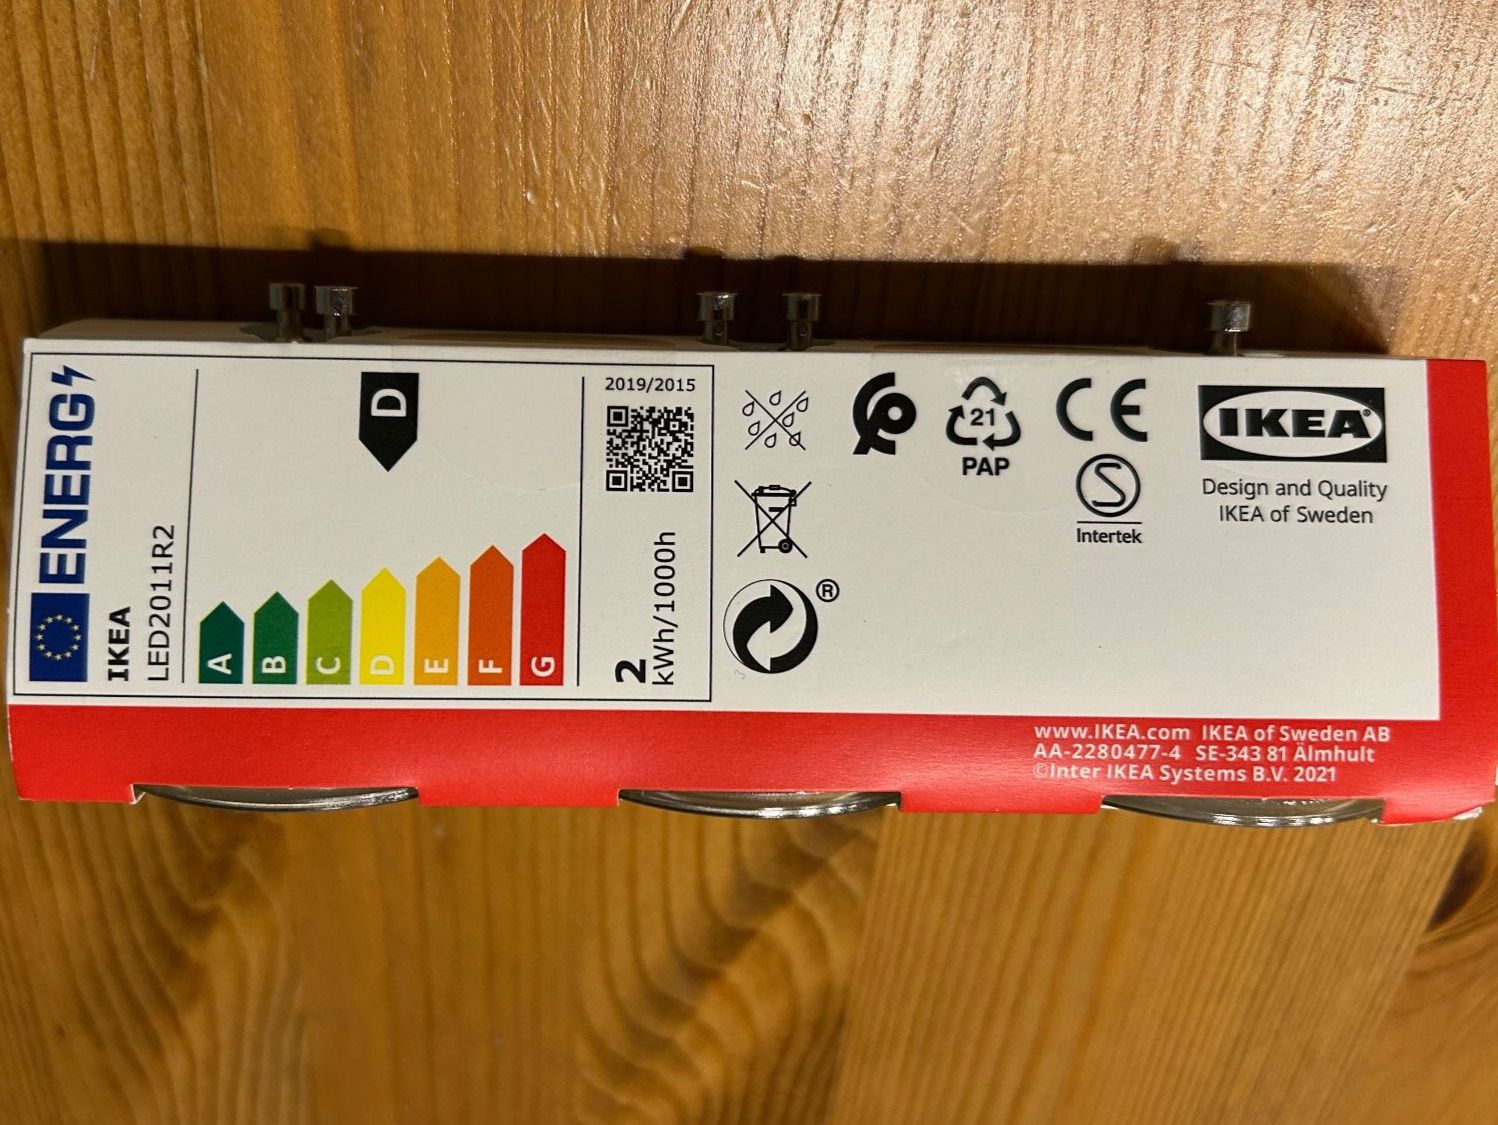 ENERG
IKEA
LED2011R2
D
A
B
C
D
E
F
G
2019/2015
2
kWh/1000h
21
PAP
CE
S
Intertek
®
IKEA®
Design and Quality
IKEA of Sweden
www.IKEA.com IKEA of Sweden AB
AA-2280477-4 SE-343 81 Älmhult
©Inter IKEA Systems B.V. 2021